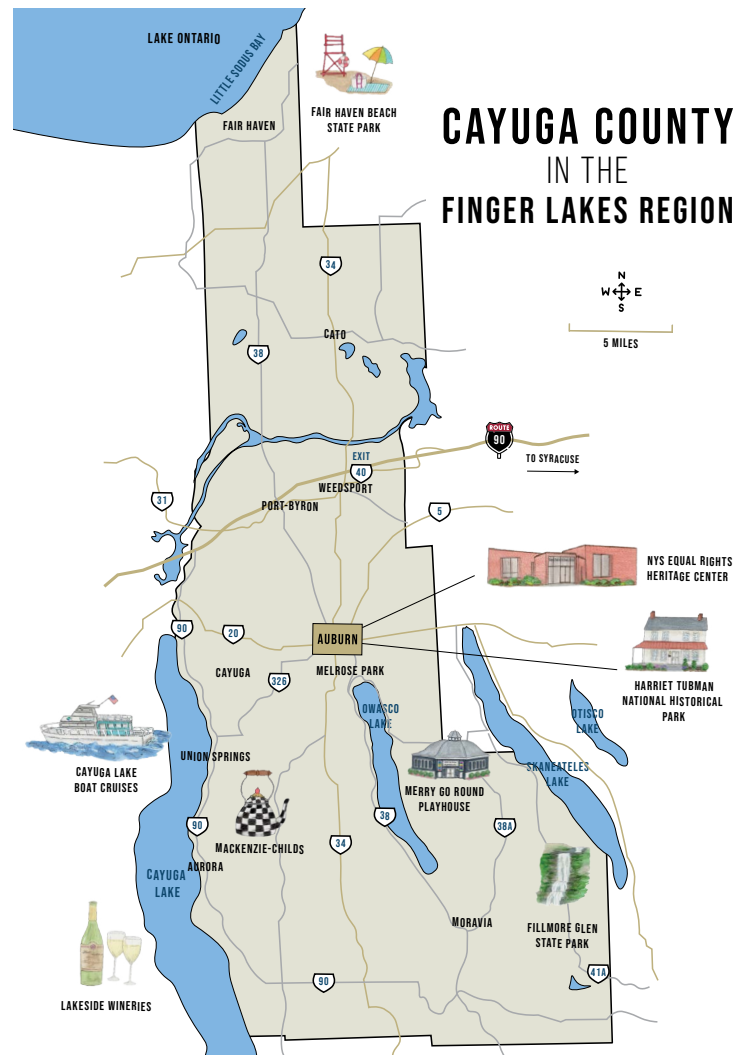 LAKE ONTARIO
LITTLE SODUS BAY
FAIR HAVEN
FAIR HAVEN BEACH
STATE PARK
CAYUGA COUNTY
IN THE
FINGER LAKES REGION
N
W E
S
5 MILES
34
CATO
38
ROUTE
90
TO SYRACUSE
EXIT
40
WEEDSPORT
31
PORT-BYRON
5
NYS EQUAL RIGHTS
HERITAGE CENTER
90
20
AUBURN
CAYUGA
326
MELROSE PARK
HARRIET TUBMAN
NATIONAL HISTORICAL
PARK
OWASCO
LAKE
OTISCO
LAKE
UNION SPRINGS
SKANEATELES
LAKE
CAYUGA LAKE
BOAT CRUISES
MERRY GO ROUND
PLAYHOUSE
90
38
38A
34
MACKENZIE-CHILDS
AURORA
CAYUGA
LAKE
MORAVIA
FILLMORE GLEN
STATE PARK
41A
90
LAKESIDE WINERIES